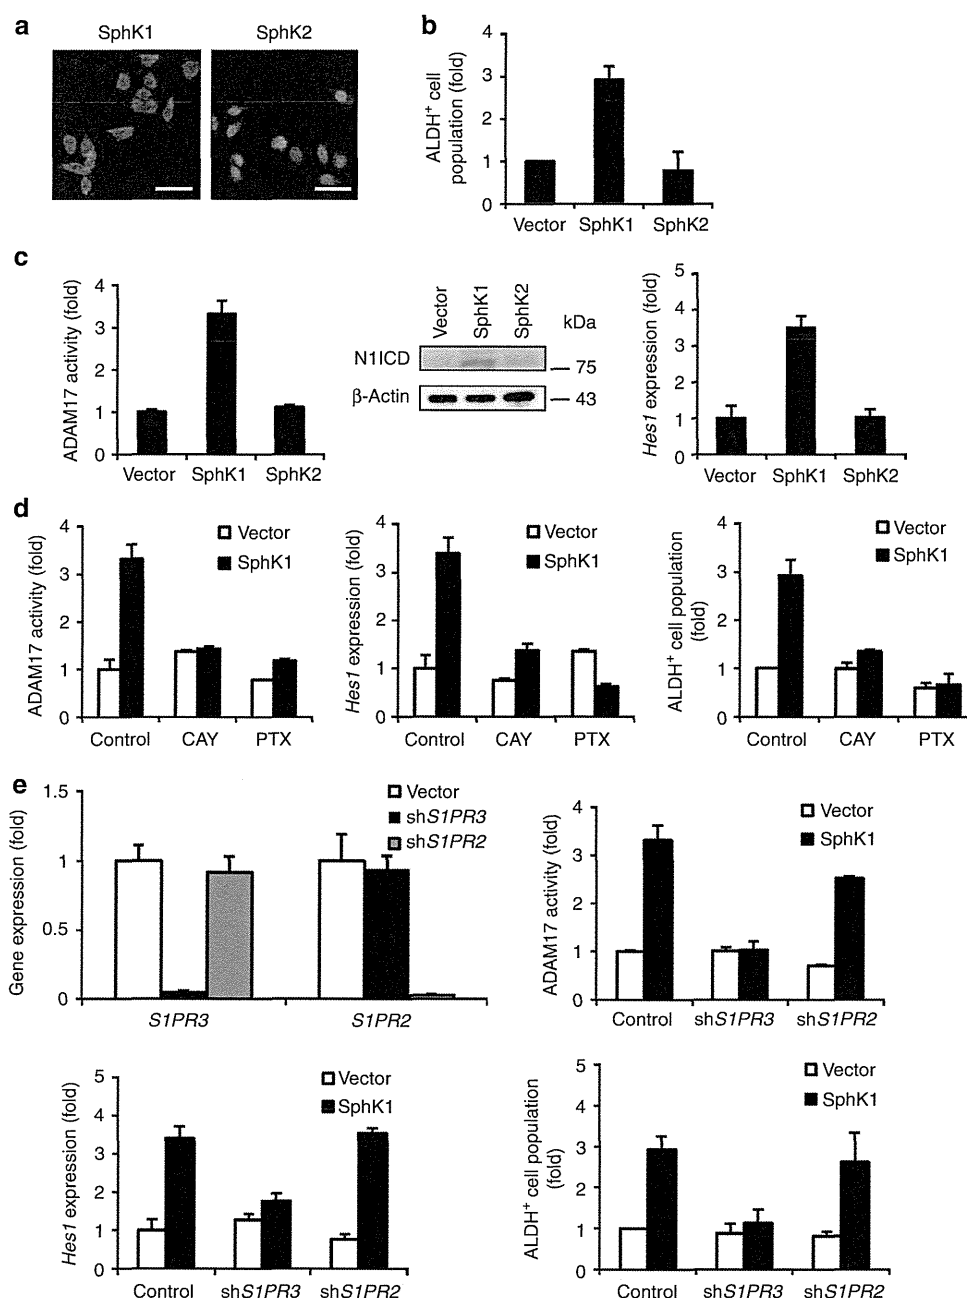 a
SphK1
SphK2
b
ALDH⁺ cell
population (fold)
4
3
2
1
0
Vector
SphK1
SphK2
c
ADAM17 activity (fold)
4
3
2
1
0
Vector
SphK1
SphK2
Vector
SphK1
SphK2
kDa
N1ICD
75
β-Actin
43
Hes1 expression (fold)
5
4
3
2
1
0
Vector
SphK1
SphK2
d
ADAM17 activity (fold)
4
3
2
1
0
Vector
SphK1
Control
CAY
PTX
Hes1 expression (fold)
4
3
2
1
0
Vector
SphK1
Control
CAY
PTX
ALDH⁺ cell population
(fold)
4
3
2
1
0
Vector
SphK1
Control
CAY
PTX
e
Gene expression (fold)
1.5
1
0.5
0
Vector
shS1PR3
shS1PR2
S1PR3
S1PR2
ADAM17 activity (fold)
4
3
2
1
0
Vector
SphK1
Control
shS1PR3
shS1PR2
Hes1 expression (fold)
5
4
3
2
1
0
Vector
SphK1
Control
shS1PR3
shS1PR2
ALDH⁺ cell population
(fold)
5
4
3
2
1
0
Vector
SphK1
Control
shS1PR3
shS1PR2